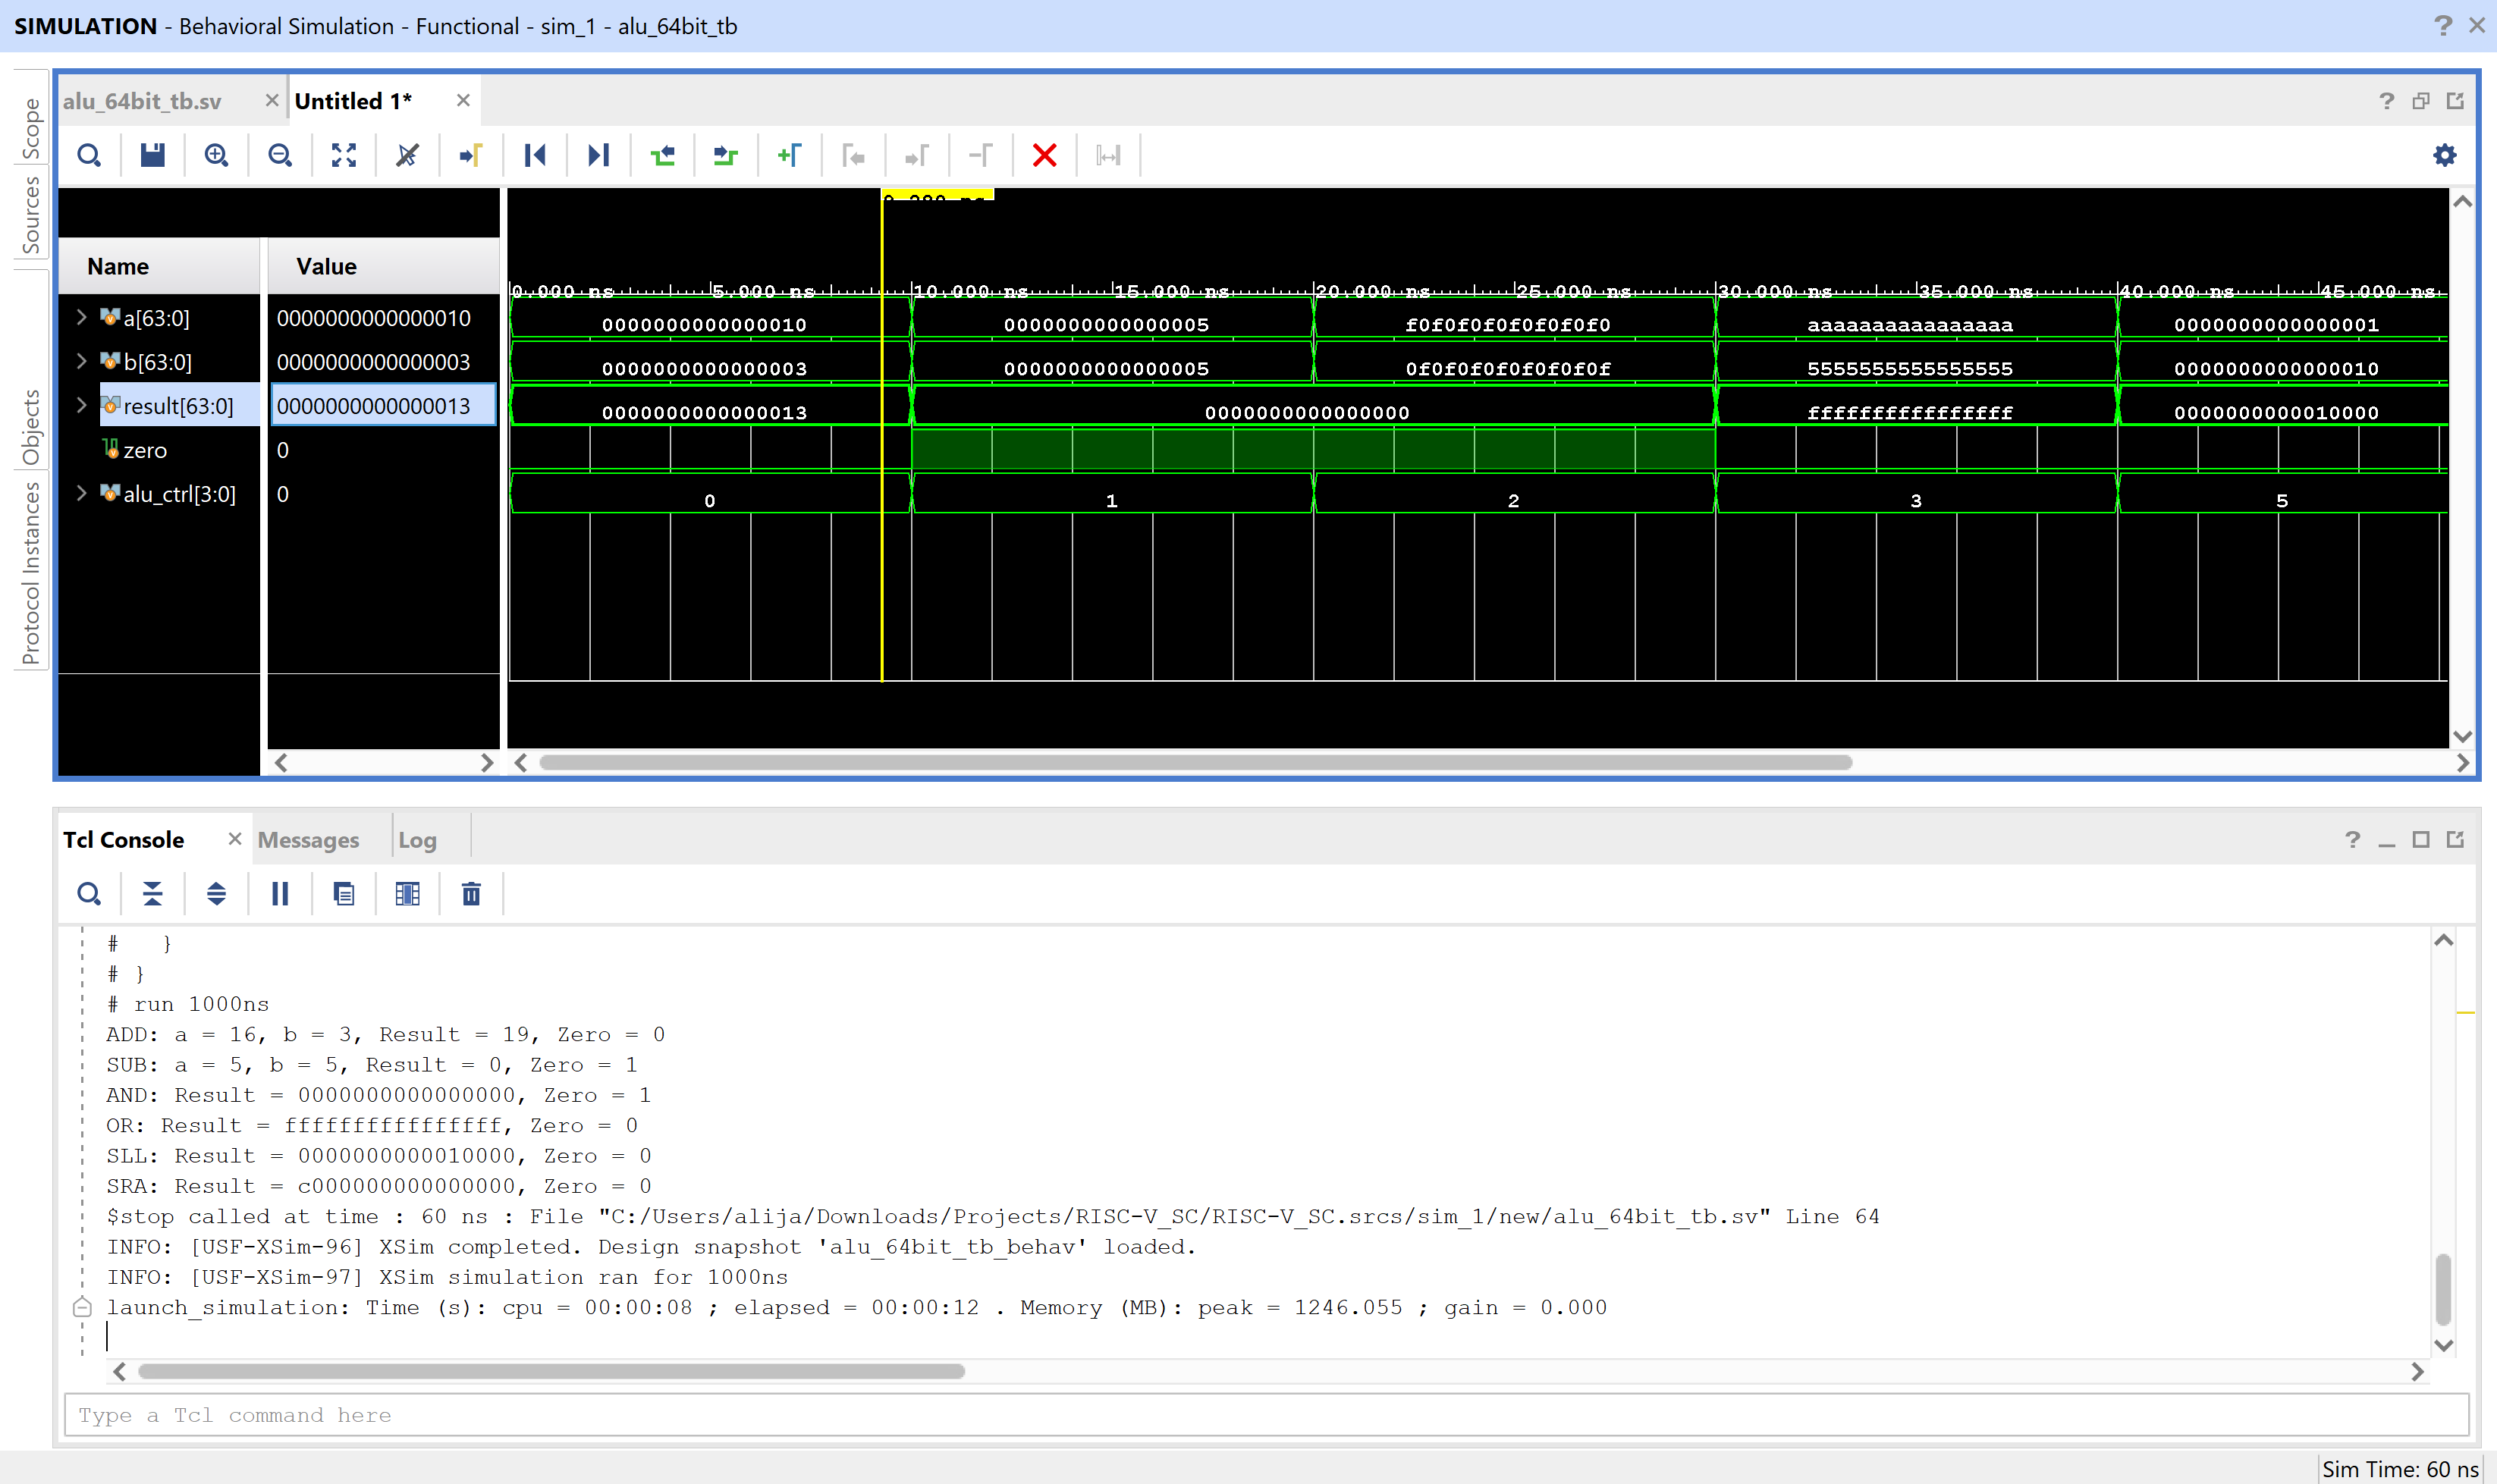 SIMULATION - Behavioral Simulation - Functional - sim_1 - alu_64bit_tb
Scope
Sources
Objects
Protocol Instances
alu_64bit_tb.sv
Untitled 1*
Name Value
a[63:0] 0000000000000010
b[63:0] 0000000000000003
result[63:0] 0000000000000013
zero 0
alu_ctrl[3:0] 0
0.000 ns 5.000 ns 10.000 ns 15.000 ns 20.000 ns 25.000 ns 30.000 ns 35.000 ns 40.000 ns 45.000 ns
0000000000000010 0000000000000005 f0f0f0f0f0f0f0f0 aaaaaaaaaaaaaaaa 0000000000000001
0000000000000003 0000000000000005 0f0f0f0f0f0f0f0f 5555555555555555 0000000000000010
0000000000000013 0000000000000000 ffffffffffffffff 0000000000010000
0 1 2 3 5
Tcl Console Messages Log
# }
# }
# run 1000ns
ADD: a = 16, b = 3, Result = 19, Zero = 0
SUB: a = 5, b = 5, Result = 0, Zero = 1
AND: Result = 0000000000000000, Zero = 1
OR: Result = ffffffffffffffff, Zero = 0
SLL: Result = 0000000000010000, Zero = 0
SRA: Result = c000000000000000, Zero = 0
$stop called at time : 60 ns : File "C:/Users/alija/Downloads/Projects/RISC-V_SC/RISC-V_SC.srcs/sim_1/new/alu_64bit_tb.sv" Line 64
INFO: [USF-XSim-96] XSim completed. Design snapshot 'alu_64bit_tb_behav' loaded.
INFO: [USF-XSim-97] XSim simulation ran for 1000ns
launch_simulation: Time (s): cpu = 00:00:08 ; elapsed = 00:00:12 . Memory (MB): peak = 1246.055 ; gain = 0.000
Type a Tcl command here
Sim Time: 60 ns